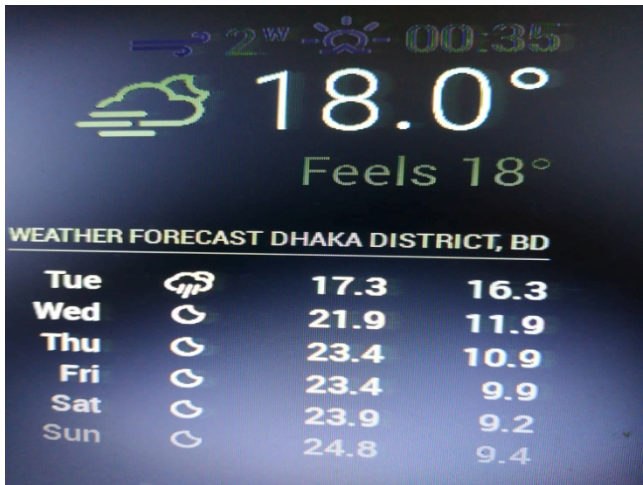 2 W 00:35
18.0°
Feels 18°
WEATHER FORECAST DHAKA DISTRICT, BD
Tue 17.3 16.3
Wed 21.9 11.9
Thu 23.4 10.9
Fri 23.4 9.9
Sat 23.9 9.2
Sun 24.8 9.4